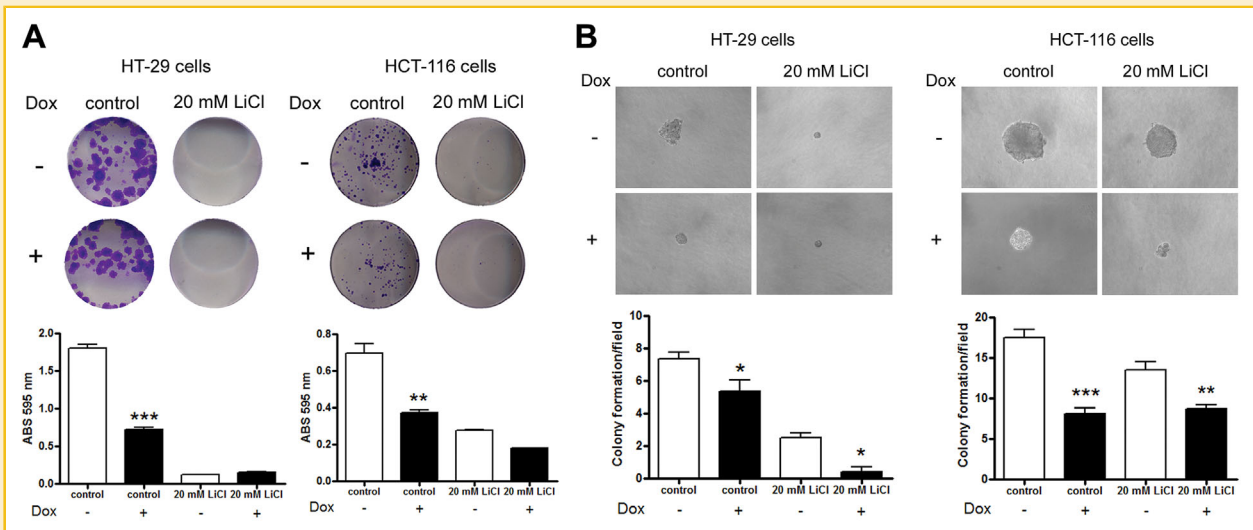 A
HT-29 cells
HCT-116 cells
Dox
control
20 mM LiCl
control
20 mM LiCl
-
-
+
+
ABS 595 nm
2.0
1.5
1.0
0.5
0.0
***
control
control
20 mM LiCl
20 mM LiCl
Dox
-
+
-
+
ABS 595 nm
0.8
0.6
0.4
0.2
0.0
**
control
control
20 mM LiCl
20 mM LiCl
-
+
-
+
B
HT-29 cells
HCT-116 cells
Dox
control
20 mM LiCl
Dox
control
20 mM LiCl
-
-
+
+
Colony formation/field
10
8
6
4
2
0
*
*
control
control
20 mM LiCl
20 mM LiCl
Dox
-
+
-
+
Colony formation/field
20
15
10
5
0
***
**
control
control
20 mM LiCl
20 mM LiCl
Dox
-
+
-
+